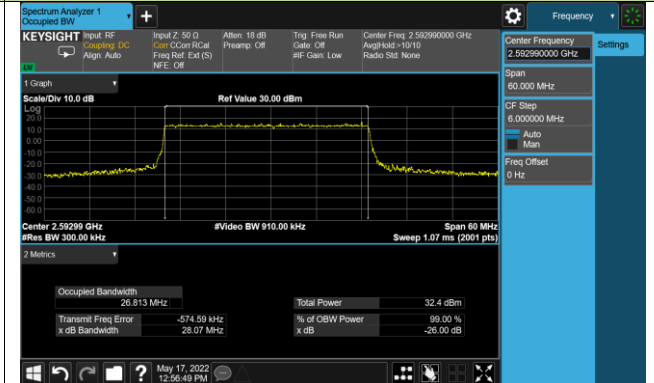 Spectrum Analyzer 1
Occupied BW
+
Frequency
KEYSIGHT
Input: RF
Coupling: DC
Align: Auto
Input Z: 50 Ω
Corr CCorr RCal
Freq Ref: Ext (S)
NFE: Off
Atten: 18 dB
Preamp: Off
Trig: Free Run
Gate: Off
#IF Gain: Low
Center Freq: 2.592990000 GHz
Avg|Hold:>10/10
Radio Std: None
LXI
Center Frequency
2.592990000 GHz
Settings
Span
60.000 MHz
CF Step
6.000000 MHz
Auto
Man
Freq Offset
0 Hz
1 Graph
Scale/Div 10.0 dB
Ref Value 30.00 dBm
Log
20.0
10.0
0.00
-10.0
-20.0
-30.0
-40.0
-50.0
-60.0
Center 2.59299 GHz
#Video BW 910.00 kHz
Span 60 MHz
#Res BW 300.00 kHz
Sweep 1.07 ms (2001 pts)
2 Metrics
Occupied Bandwidth
26.813 MHz
Total Power
32.4 dBm
Transmit Freq Error
-574.59 kHz
% of OBW Power
99.00 %
x dB Bandwidth
28.07 MHz
x dB
-26.00 dB
?
May 17, 2022
12:56:49 PM